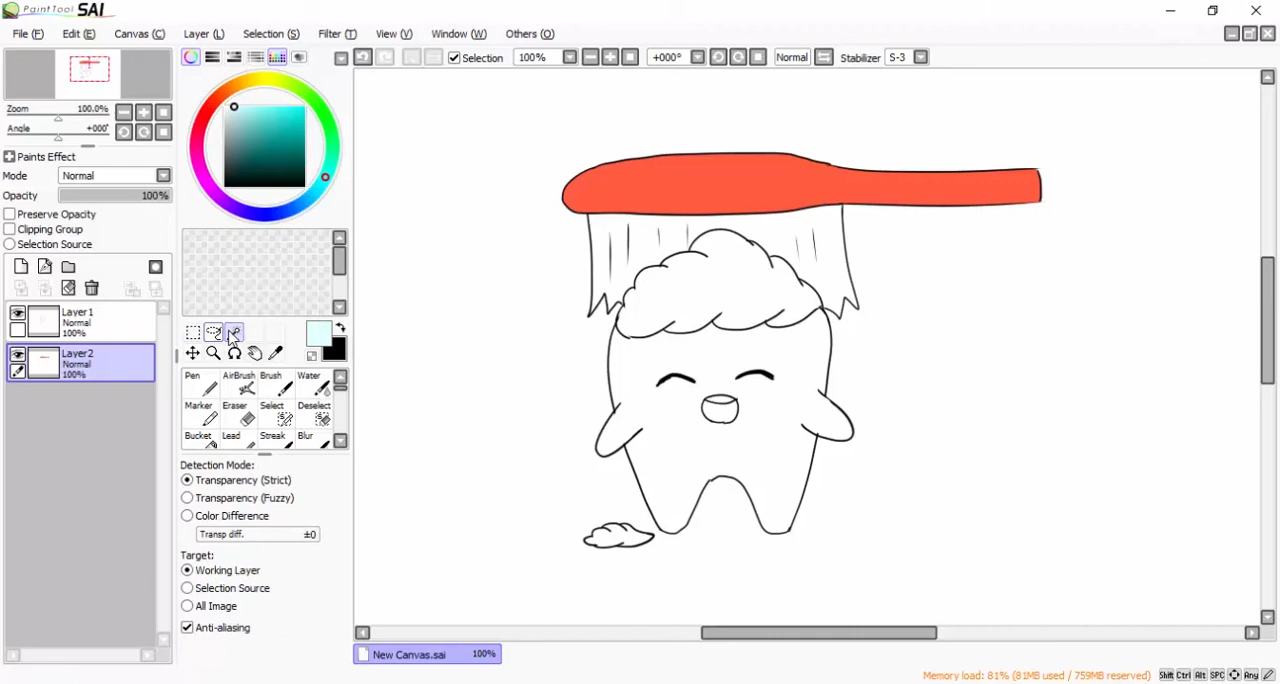 PaintTool SAI
File (F) Edit (E) Canvas (C) Layer (L) Selection (S) Filter (T) View (V) Window (W) Others (O)
Selection 100% +000° Normal Stabilizer S-3
Zoom 100.0%
Angle +000°
Paints Effect
Mode Normal
Opacity 100%
Preserve Opacity
Clipping Group
Selection Source
Layer1
Normal
100%
Layer2
Normal
100%
Pen AirBrush Brush Water
Marker Eraser Select Deselect
Bucket Lead Streak Blur
Detection Mode:
Transparency (Strict)
Transparency (Fuzzy)
Color Difference
Transp diff. ±0
Target:
Working Layer
Selection Source
All Image
Anti-aliasing
New Canvas.sai 100%
Memory load: 81% (81MB used / 759MB reserved) Shift Ctrl Alt SPC Any